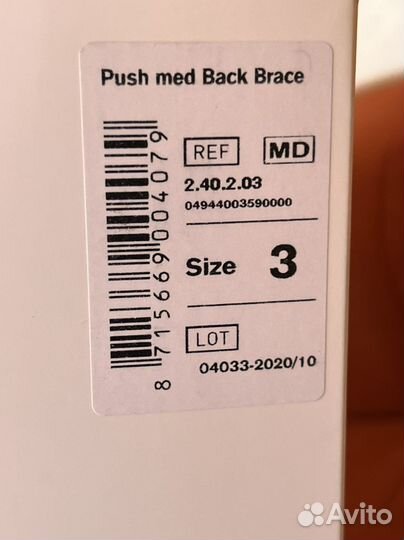 Push med Back Brace
8 715669 004079
REF MD
2.40.2.03
04944003590000
Size 3
LOT
04033-2020/10
Avito